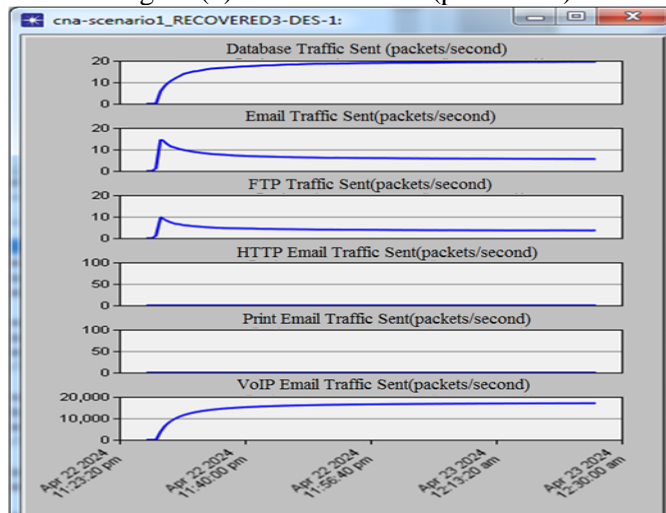 cna-scenario1_RECOVERED3-DES-1:
Database Traffic Sent (packets/second)
20
10
0
Email Traffic Sent(packets/second)
20
10
0
FTP Traffic Sent(packets/second)
20
10
0
HTTP Email Traffic Sent(packets/second)
100
50
0
Print Email Traffic Sent(packets/second)
100
50
0
VoIP Email Traffic Sent(packets/second)
20,000
10,000
0
Apr 22 2024
11:23:20 pm
Apr 22 2024
11:40:00 pm
Apr 22 2024
11:56:40 pm
Apr 23 2024
12:13:20 am
Apr 23 2024
12:30:00 am